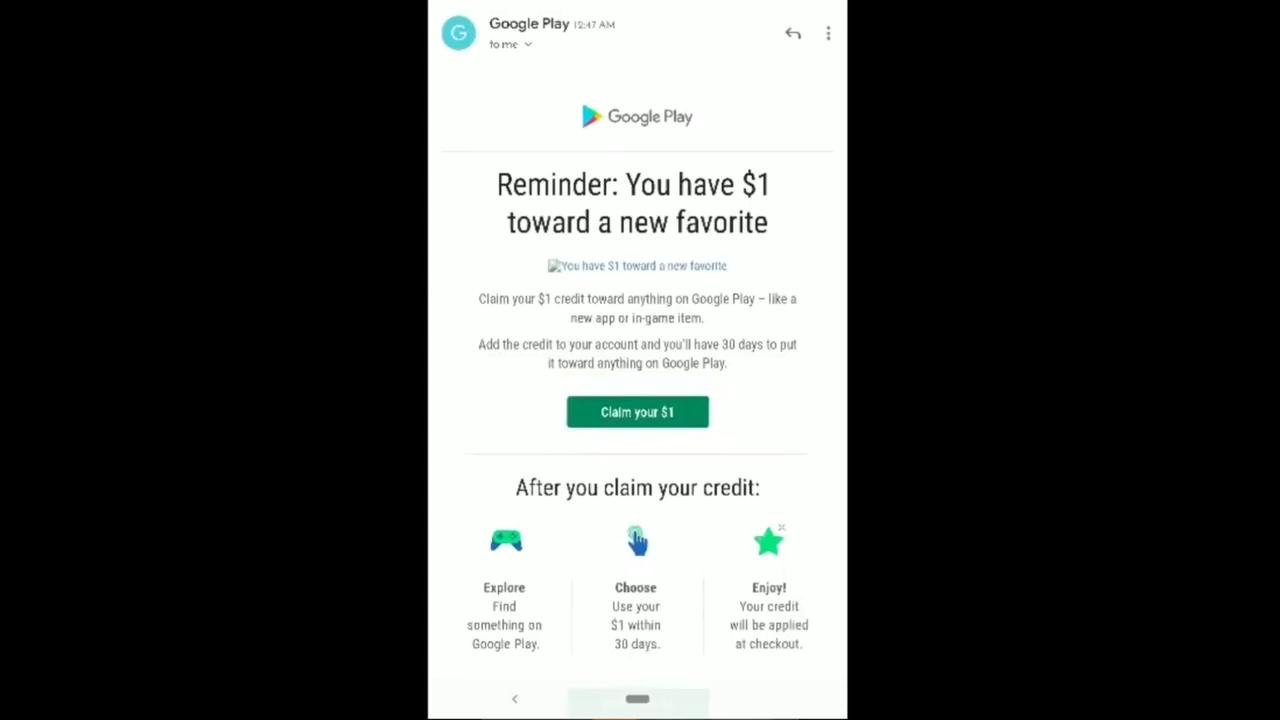 Google Play 12:47 AM
to me
Google Play
Reminder: You have $1
toward a new favorite
You have $1 toward a new favorite
Claim your $1 credit toward anything on Google Play – like a
new app or in-game item.
Add the credit to your account and you'll have 30 days to put
it toward anything on Google Play.
Claim your $1
After you claim your credit:
Explore
Find
something on
Google Play.
Choose
Use your
$1 within
30 days.
Enjoy!
Your credit
will be applied
at checkout.